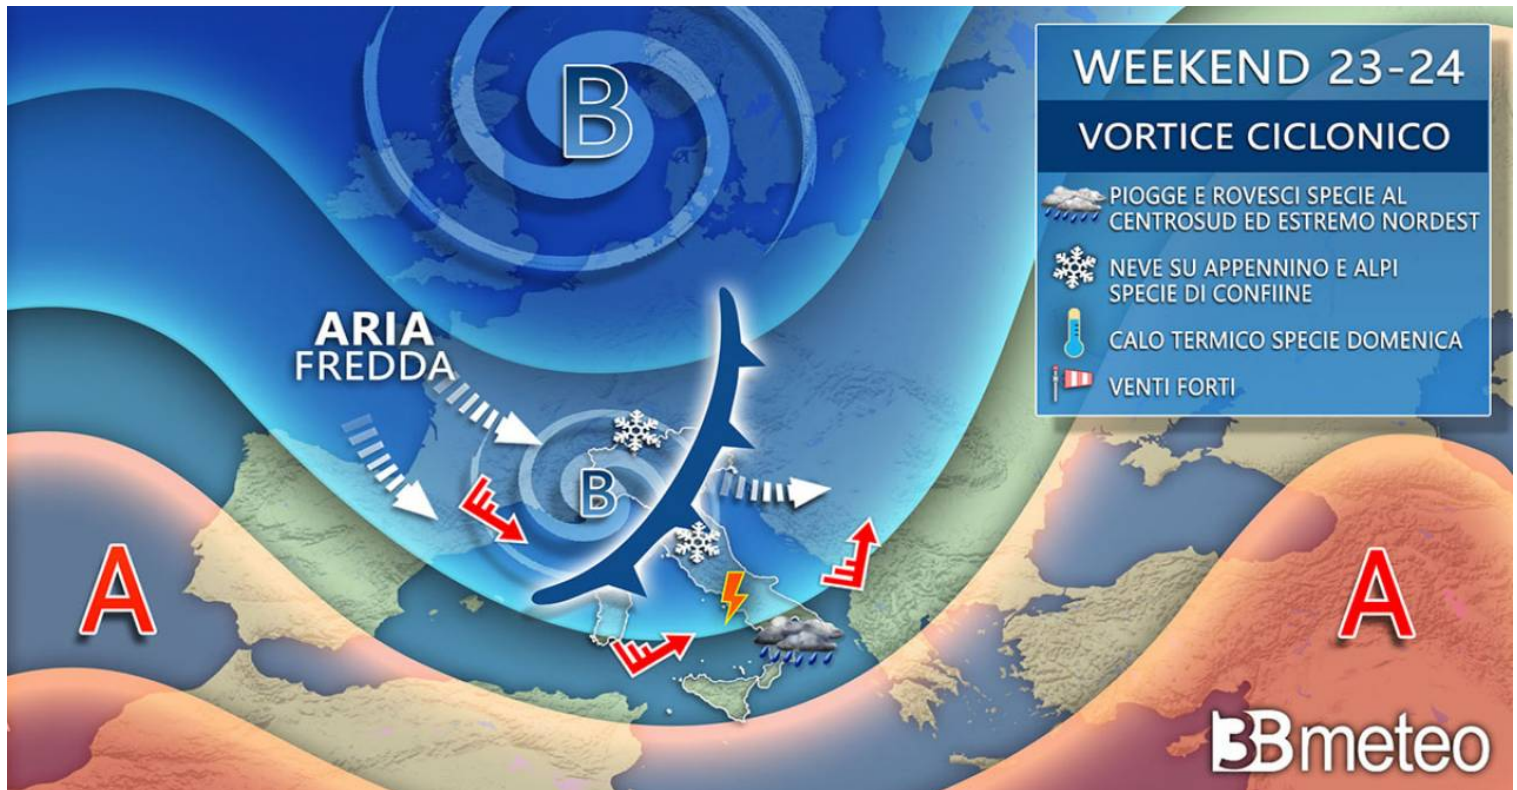 B
WEEKEND 23-24
VORTICE CICLONICO
PIOGGE E ROVESCI SPECIE AL
CENTROSUD ED ESTREMO NORDEST
NEVE SU APPENNINO E ALPI
SPECIE DI CONFIINE
CALO TERMICO SPECIE DOMENICA
VENTI FORTI
ARIA
FREDDA
B
A
A
3Bmeteo